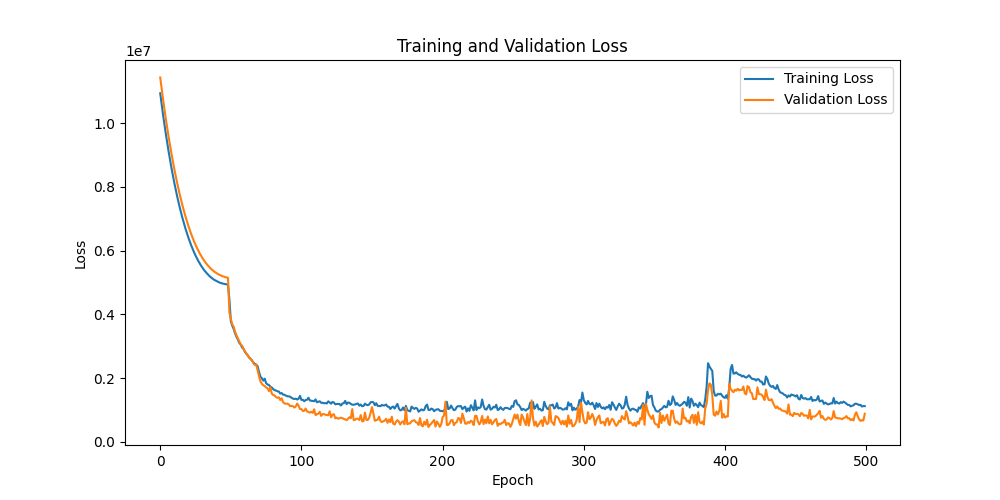 Training and Validation Loss
1e7
Training Loss
Validation Loss
1.0
0.8
0.6
0.4
0.2
0.0
Loss
0 100 200 300 400 500
Epoch